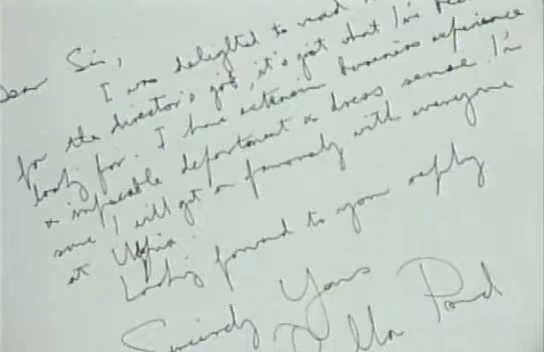 Dear Sir,
I was delighted to read
for the director's job, it's just what I've been
looking for. I have extensive business experience
& impecable deportment & dress sense. I'm
sure I will get on famously with everyone
at Utopia.
Looking forward to your reply
Sincerely Yours